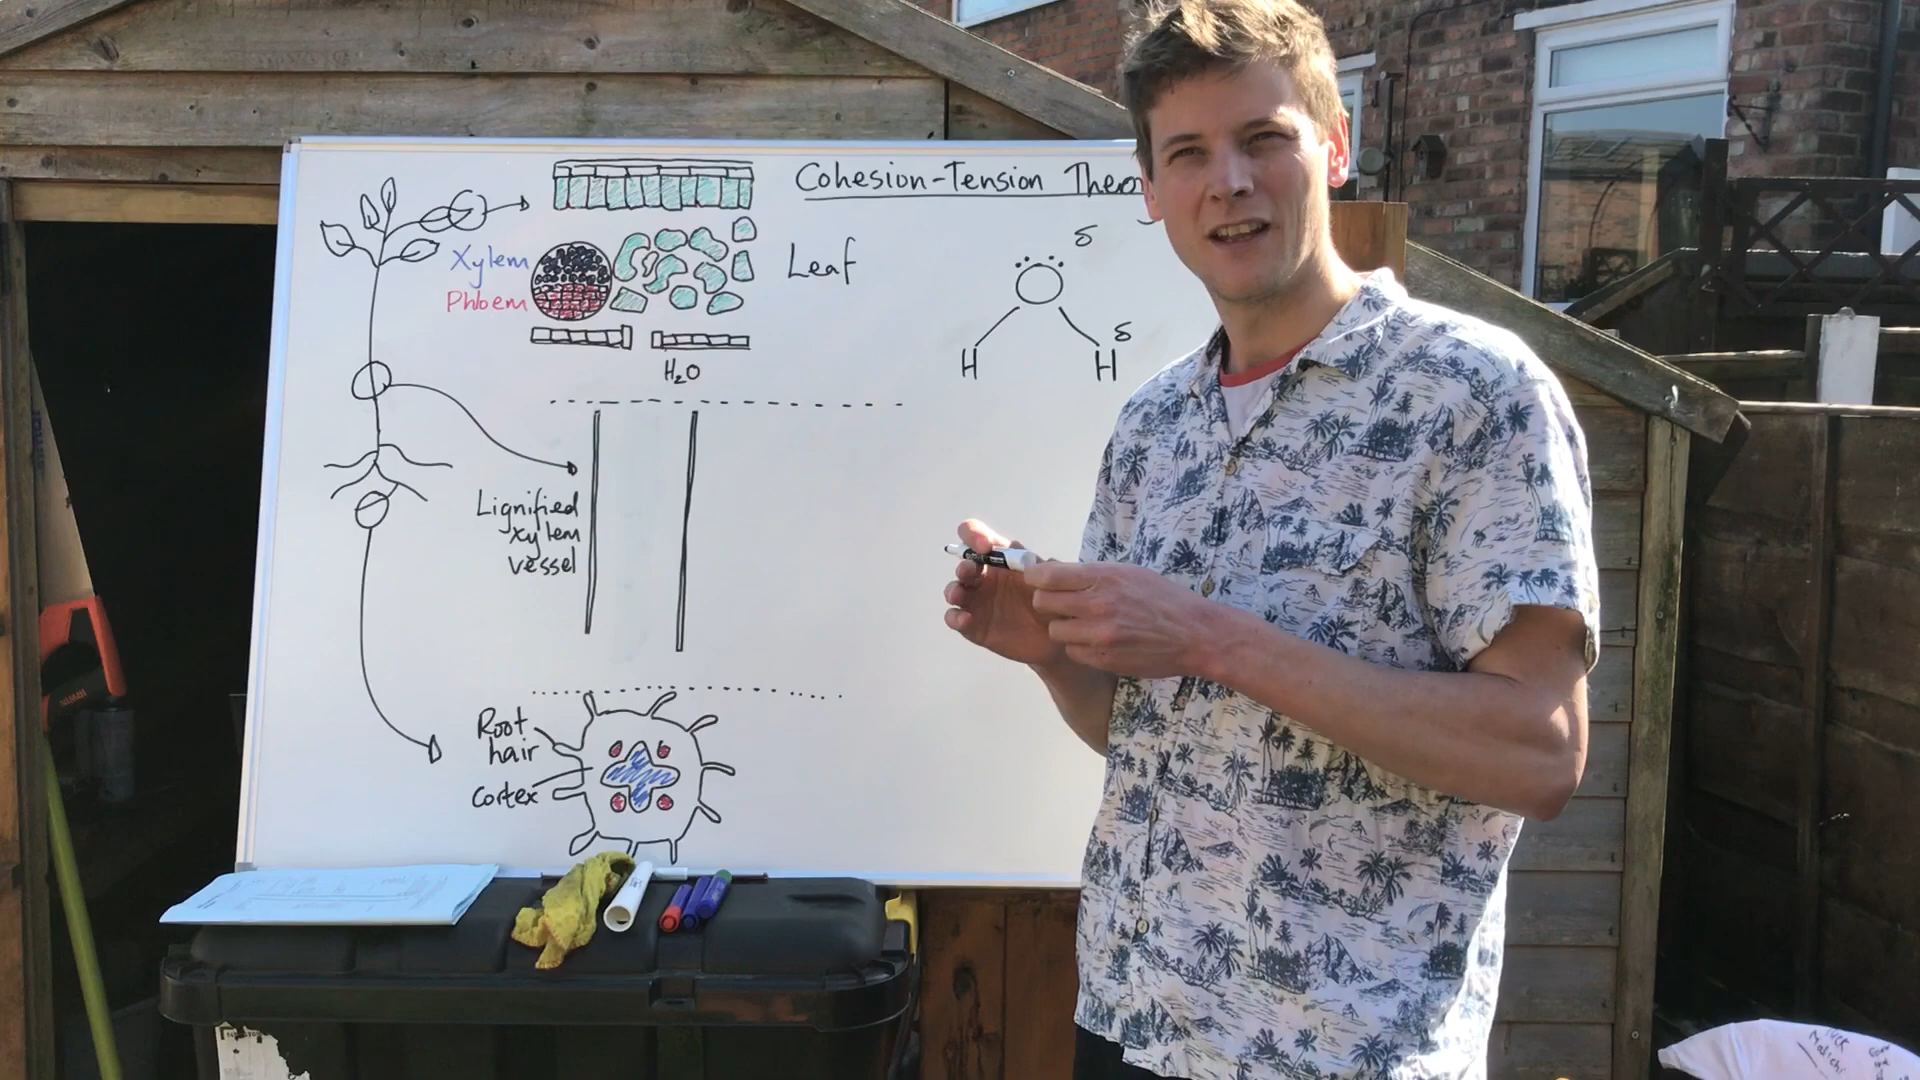 Cohesion-Tension Theor
Xylem
Phloem
Leaf
δ
H
δ
H
H₂O
Lignified
xylem
vessel
Root
hair
Cortex